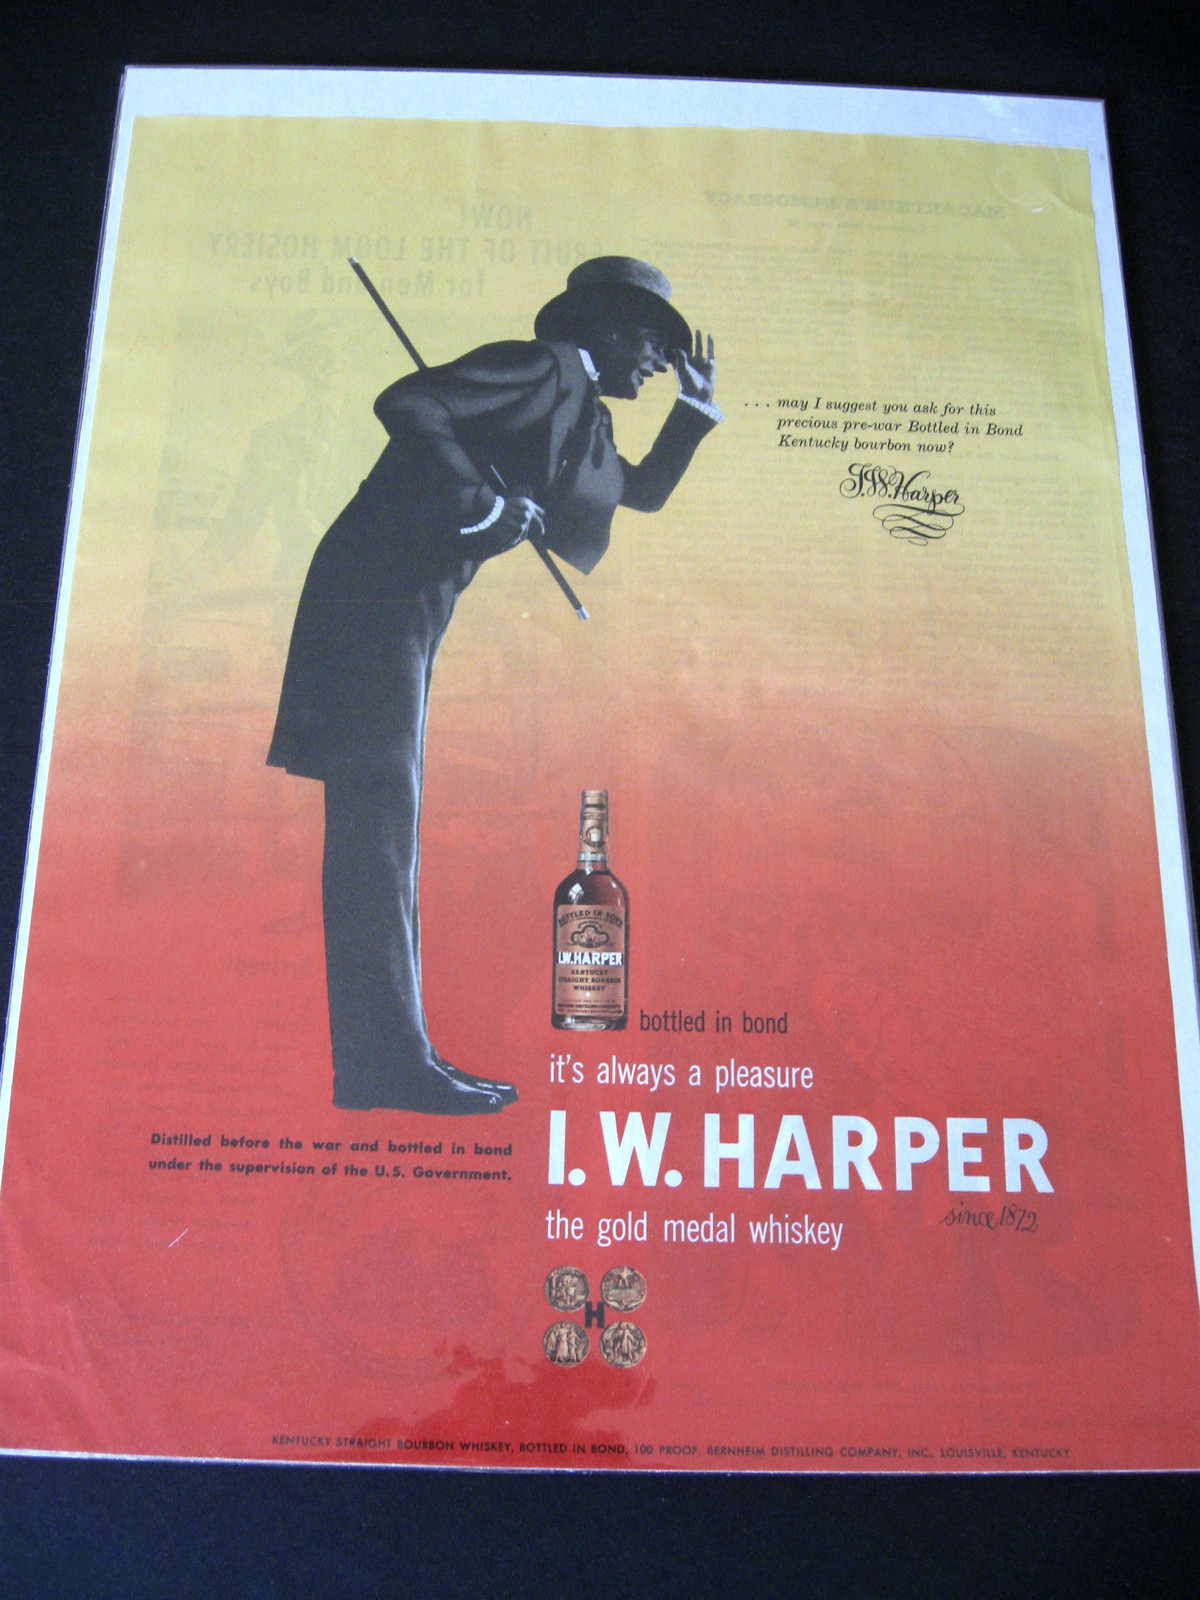 MACARTHUR'S DEMOCRACY
NOW!
FRUIT OF THE LOOM HOSIERY
for Men and Boys
... may I suggest you ask for this
precious pre-war Bottled in Bond
Kentucky bourbon now?
I.W. Harper
BOTTLED IN BOND
I.W. HARPER
KENTUCKY
STRAIGHT BOURBON
WHISKEY
bottled in bond
it's always a pleasure
I.W. HARPER
since 1872
the gold medal whiskey
Distilled before the war and bottled in bond
under the supervision of the U.S. Government.
H
KENTUCKY STRAIGHT BOURBON WHISKEY, BOTTLED IN BOND, 100 PROOF. BERNHEIM DISTILLING COMPANY, INC., LOUISVILLE, KENTUCKY